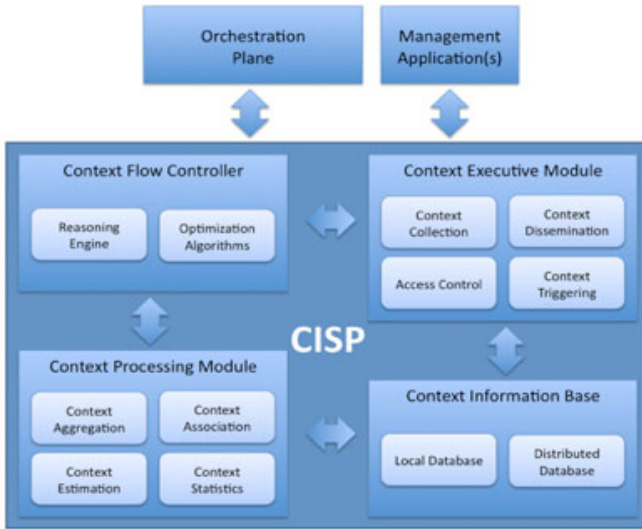 Orchestration
Plane
Management
Application(s)
Context Flow Controller
Reasoning
Engine
Optimization
Algorithms
Context Executive Module
Context
Collection
Context
Dissemination
Access Control
Context
Triggering
CISP
Context Processing Module
Context
Aggregation
Context
Association
Context
Estimation
Context
Statistics
Context Information Base
Local Database
Distributed
Database